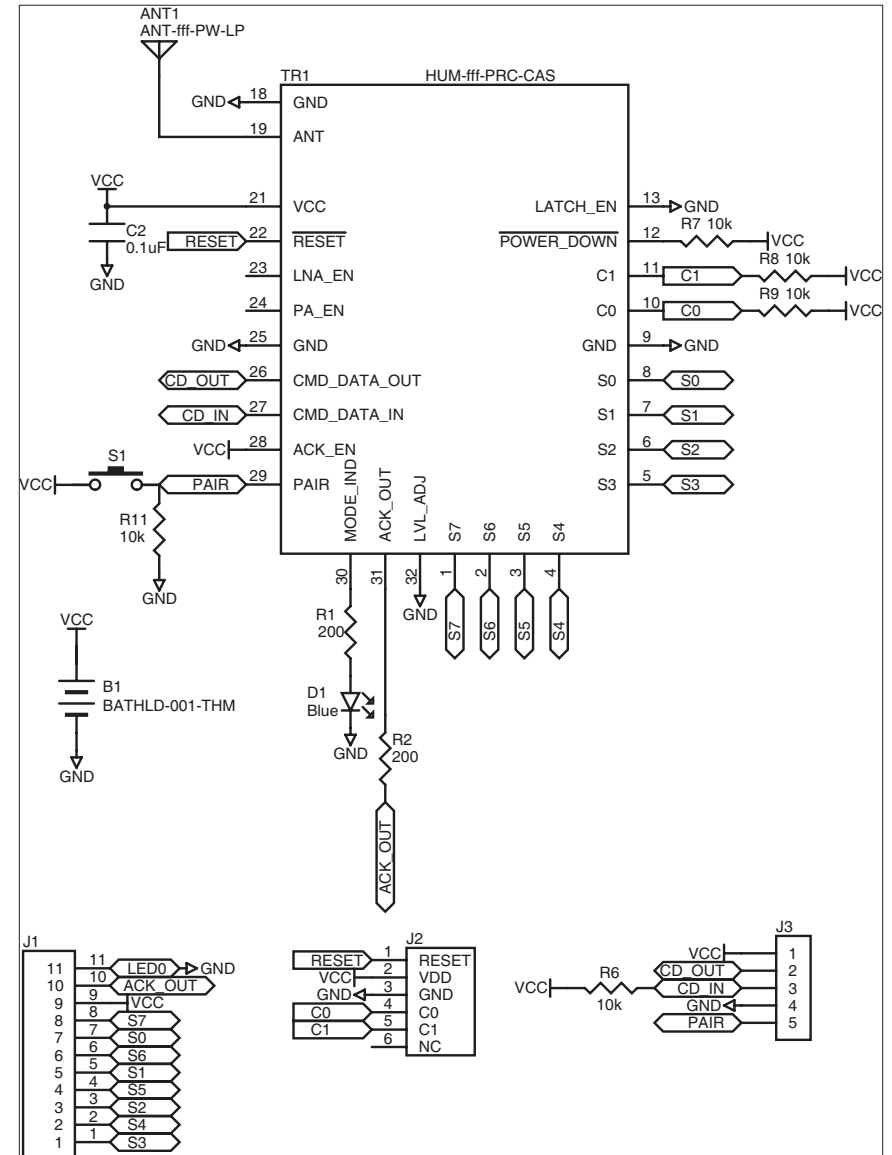 ANT1
ANT-fff-PW-LP
TR1
HUM-fff-PRC-CAS
GND 18 GND
19 ANT
VCC
21 VCC
C2
0.1uF
GND
RESET 22 RESET
23 LNA_EN
24 PA_EN
GND 25 GND
CD_OUT 26 CMD_DATA_OUT
CD_IN 27 CMD_DATA_IN
VCC 28 ACK_EN
S1
VCC PAIR 29 PAIR
R11
10k
GND
LATCH_EN 13 GND
POWER_DOWN 12 R7 10k VCC
C1 11 C1 R8 10k VCC
C0 10 C0 R9 10k VCC
GND 9 GND
S0 8 S0
S1 7 S1
S2 6 S2
S3 5 S3
MODE_IND 30
ACK_OUT 31
LVL_ADJ 32
GND
S7 1 S7
S6 2 S6
S5 3 S5
S4 4 S4
R1
200
D1
Blue
GND
R2
200
ACK_OUT
VCC
B1
BATHLD-001-THM
GND
J1
11 11 LED0 GND
10 10 ACK_OUT
9 9 VCC
8 8 S7
7 7 S0
6 6 S6
5 5 S1
4 4 S5
3 3 S2
2 2 S4
1 1 S3
J2
RESET 1 RESET
VCC 2 VDD
GND 3 GND
C0 4 C0
C1 5 C1
6 NC
J3
VCC 1
CD_OUT 2
VCC R6 10k CD_IN 3
GND 4
PAIR 5